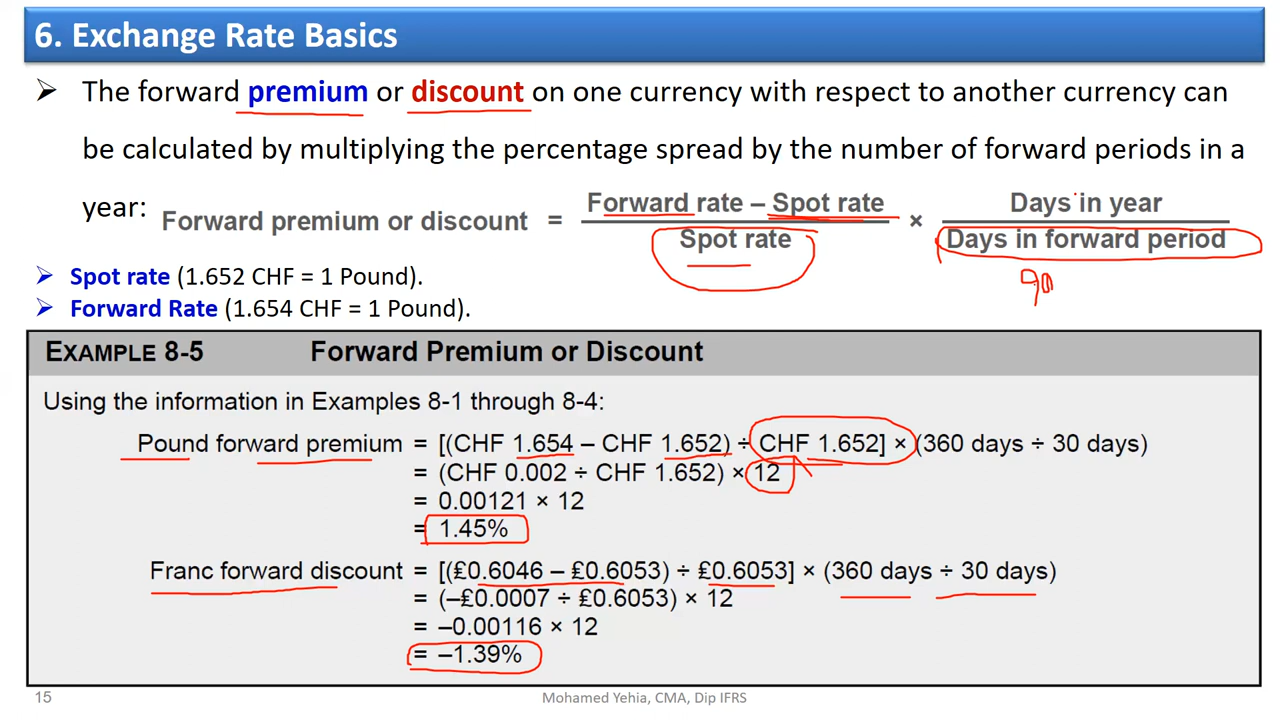 6. Exchange Rate Basics
➢ The forward premium or discount on one currency with respect to another currency can
be calculated by multiplying the percentage spread by the number of forward periods in a
year:
Forward premium or discount = Forward rate – Spot rate / Spot rate × Days in year / Days in forward period
90
➢ Spot rate (1.652 CHF = 1 Pound).
➢ Forward Rate (1.654 CHF = 1 Pound).
EXAMPLE 8-5 Forward Premium or Discount
Using the information in Examples 8-1 through 8-4:
Pound forward premium = [(CHF 1.654 – CHF 1.652) ÷ CHF 1.652] × (360 days ÷ 30 days)
= (CHF 0.002 ÷ CHF 1.652) × 12
= 0.00121 × 12
= 1.45%
Franc forward discount = [(£0.6046 – £0.6053) ÷ £0.6053] × (360 days ÷ 30 days)
= (–£0.0007 ÷ £0.6053) × 12
= –0.00116 × 12
= –1.39%
15
Mohamed Yehia, CMA, Dip IFRS